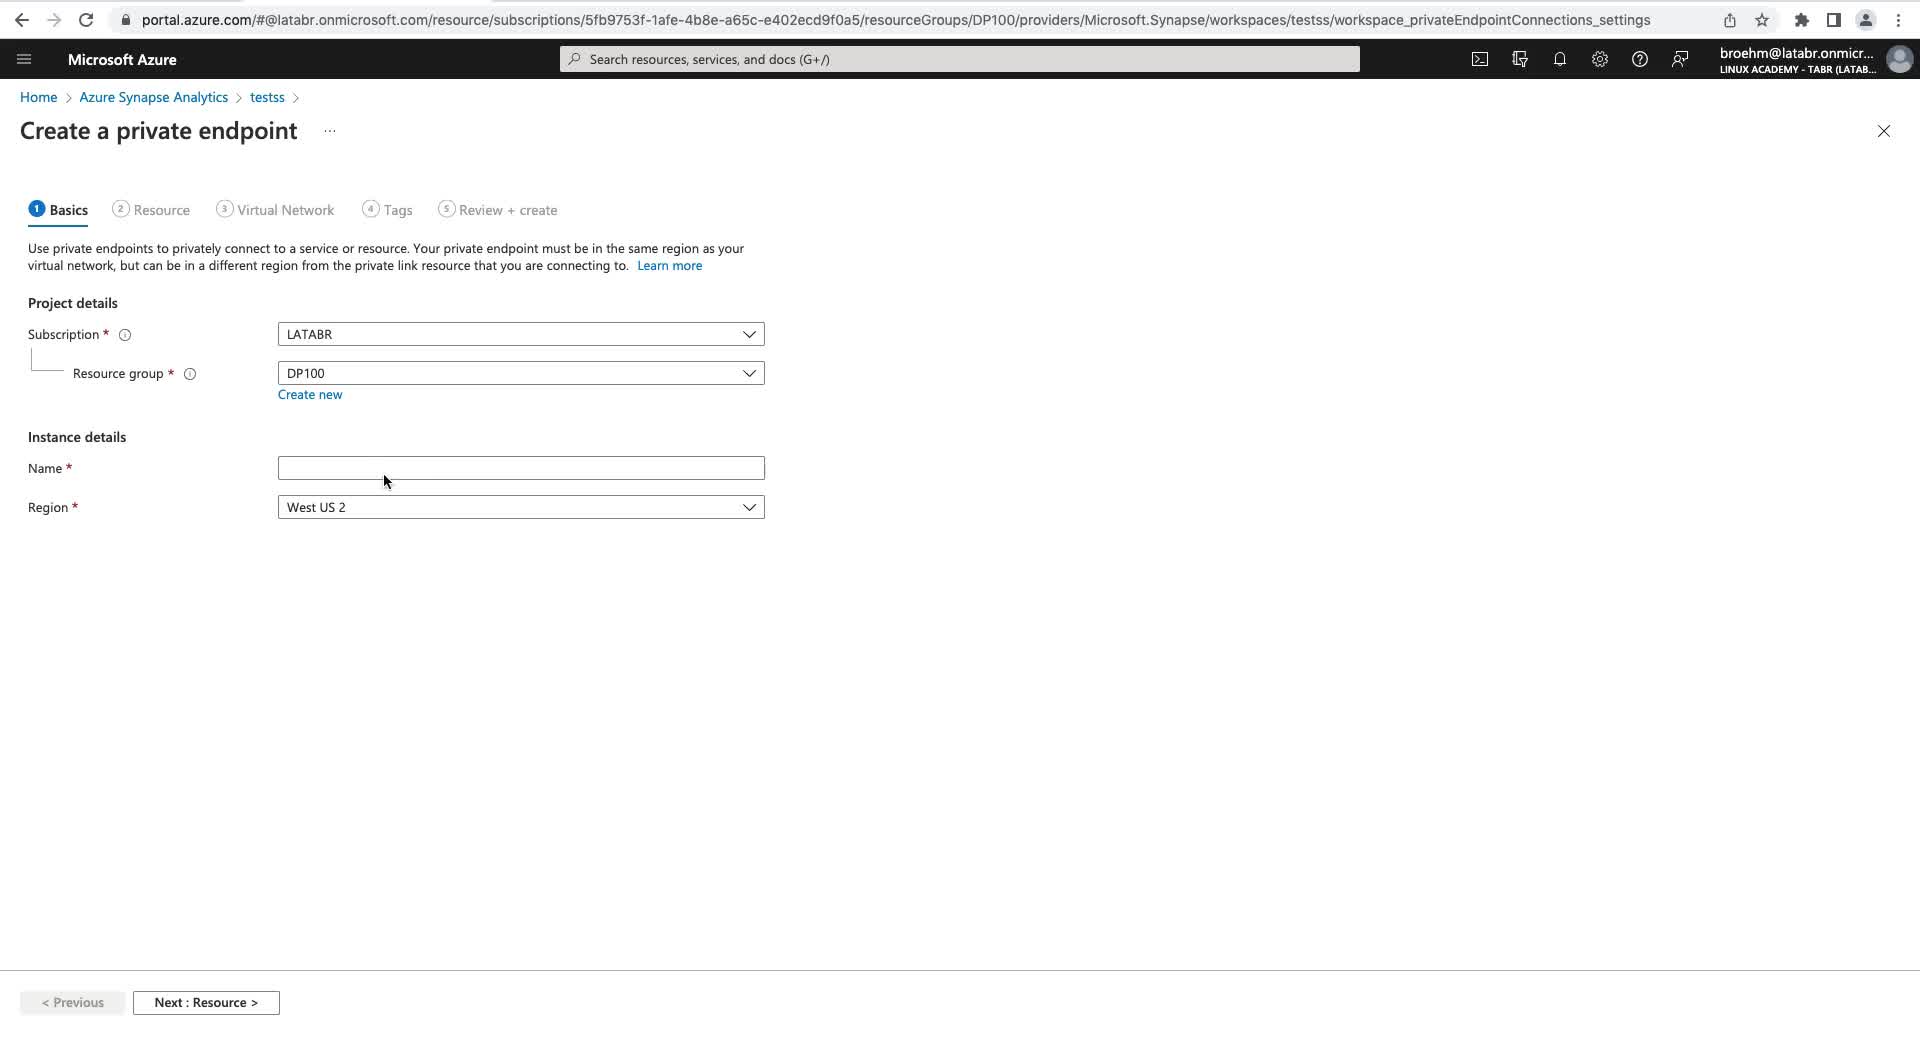 portal.azure.com/#@latabr.onmicrosoft.com/resource/subscriptions/5fb9753f-1afe-4b8e-a65c-e402ecd9f0a5/resourceGroups/DP100/providers/Microsoft.Synapse/workspaces/testss/workspace_privateEndpointConnections_settings
Microsoft Azure
Search resources, services, and docs (G+/)
broehm@latabr.onmicr...
LINUX ACADEMY - TABR (LATAB...
Home > Azure Synapse Analytics > testss >
Create a private endpoint ...
1 Basics 2 Resource 3 Virtual Network 4 Tags 5 Review + create
Use private endpoints to privately connect to a service or resource. Your private endpoint must be in the same region as your
virtual network, but can be in a different region from the private link resource that you are connecting to. Learn more
Project details
Subscription * LATABR
Resource group * DP100
Create new
Instance details
Name *
Region * West US 2
< Previous Next : Resource >